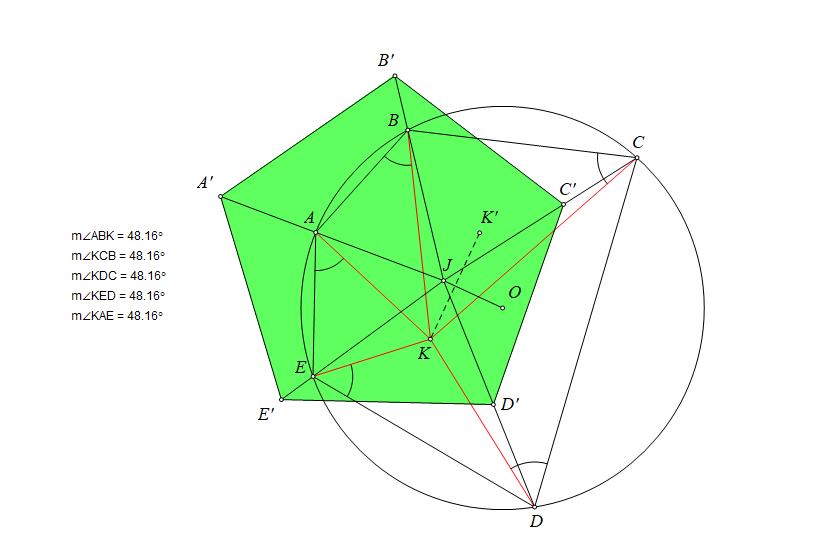 B'
B
C
A'
C'
A
K'
m∠ABK = 48.16°
m∠KCB = 48.16°
m∠KDC = 48.16°
m∠KED = 48.16°
m∠KAE = 48.16°
J
O
K
E
E'
D'
D